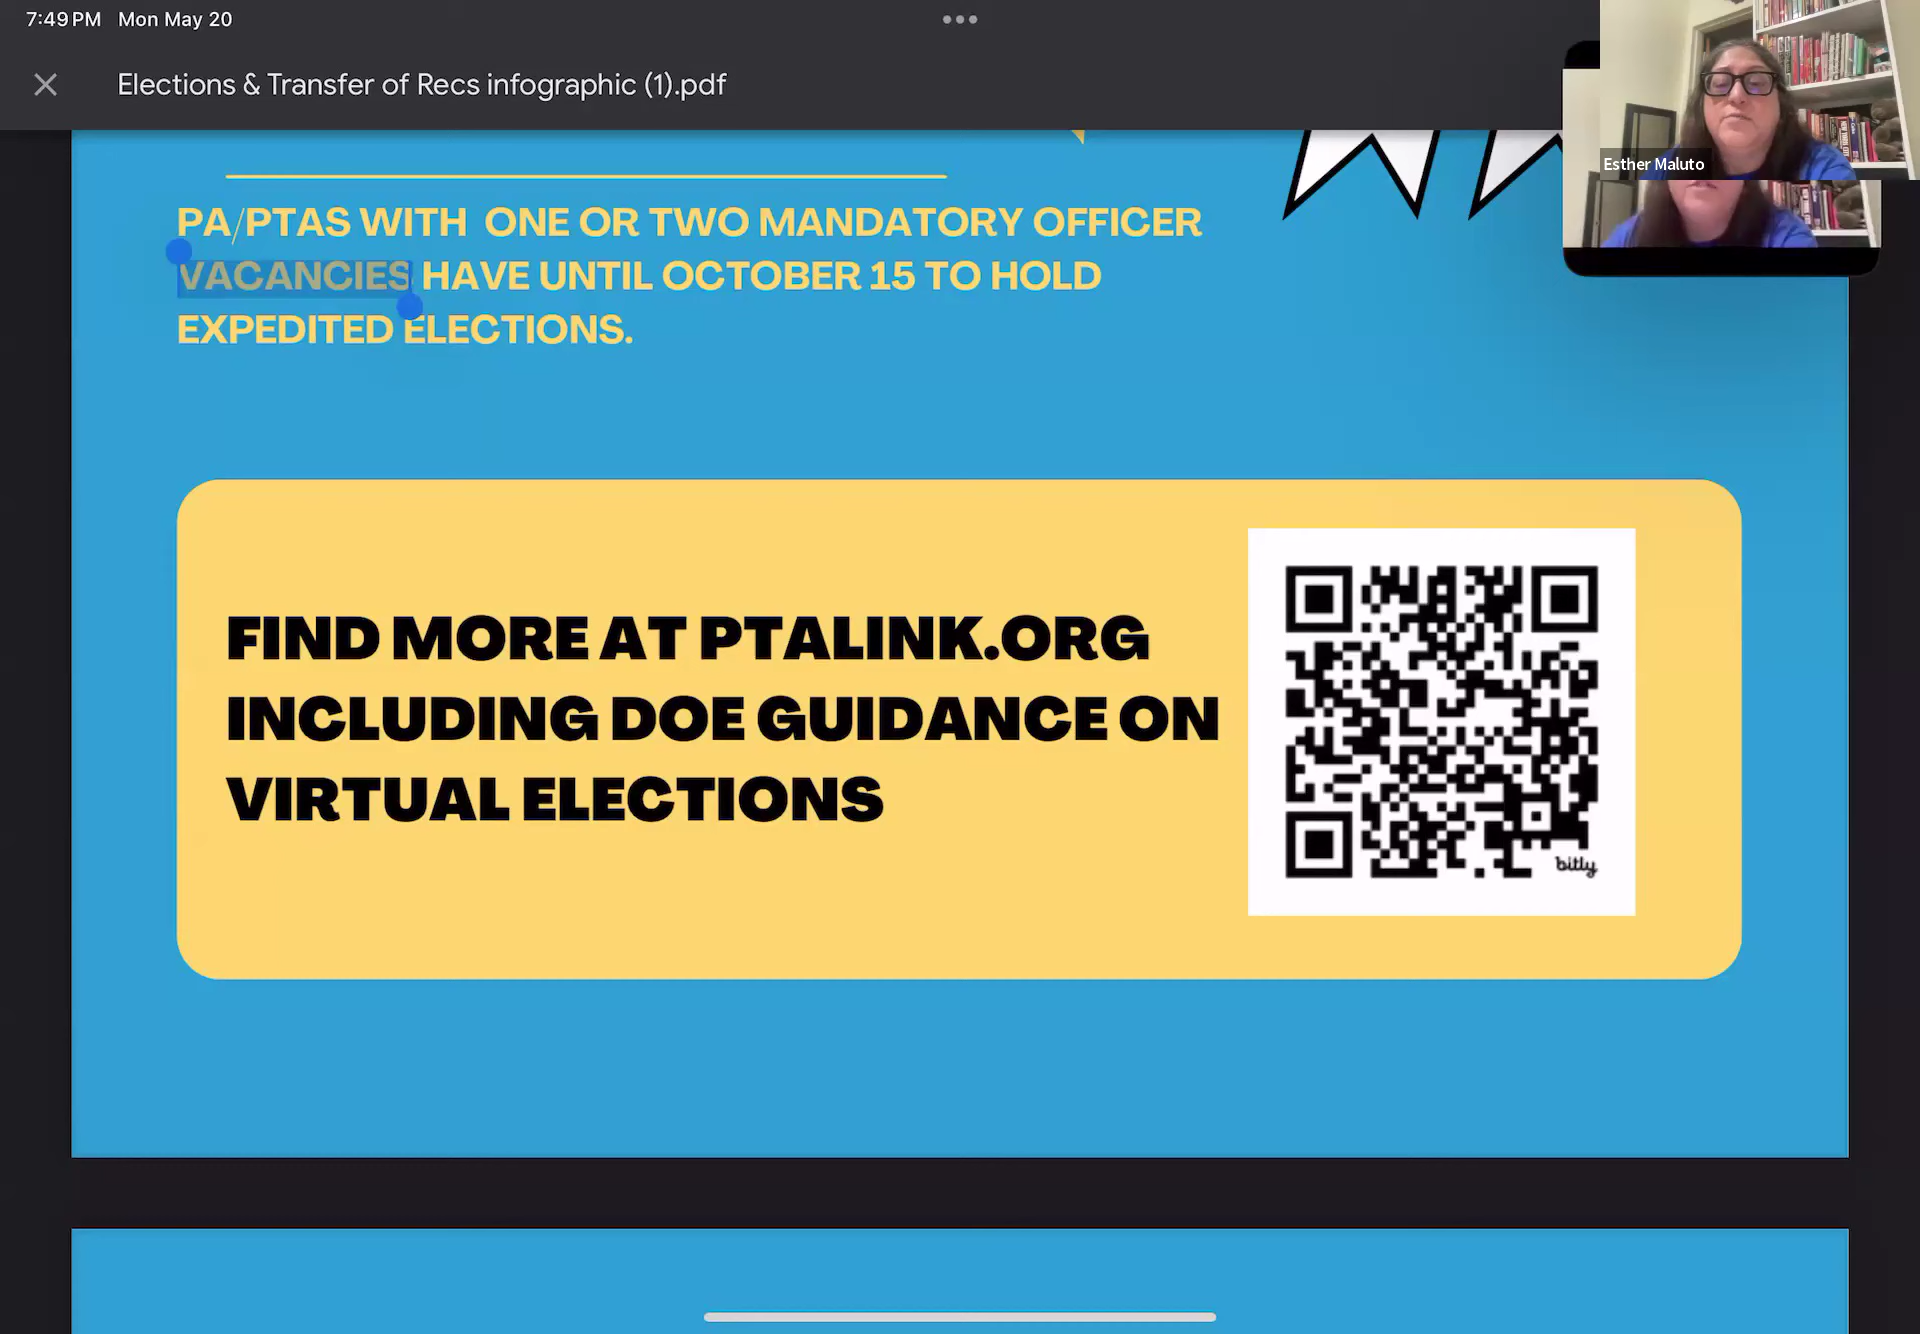 7:49 PM Mon May 20
Elections & Transfer of Recs infographic (1).pdf
Esther Maluto
PA/PTAS WITH ONE OR TWO MANDATORY OFFICER
VACANCIES HAVE UNTIL OCTOBER 15 TO HOLD
EXPEDITED ELECTIONS.
FIND MORE AT PTALINK.ORG
INCLUDING DOE GUIDANCE ON
VIRTUAL ELECTIONS
bitly